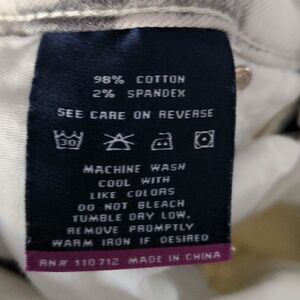 98% COTTON
2% SPANDEX
SEE CARE ON REVERSE
30
MACHINE WASH
COOL WITH
LIKE COLORS
DO NOT BLEACH
TUMBLE DRY LOW,
REMOVE PROMPTLY
WARM IRON IF DESIRED
RN# 110712 MADE IN CHINA